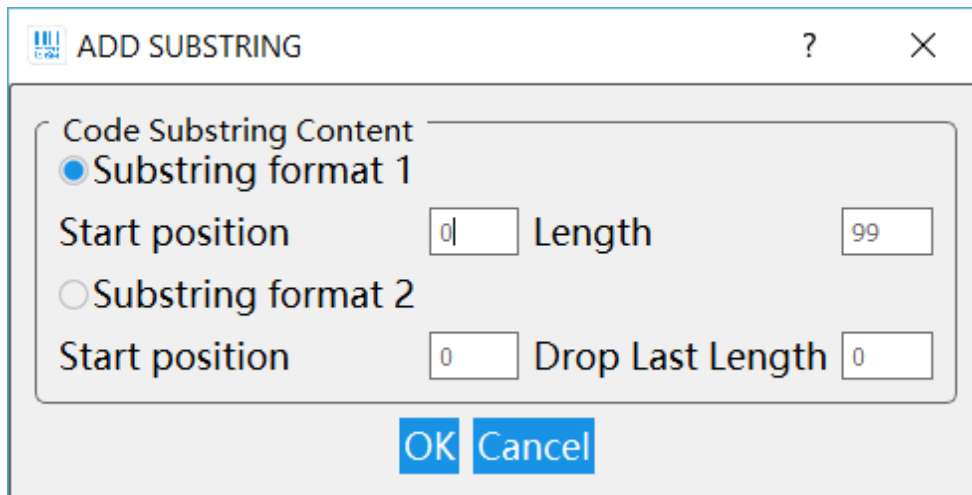 ADD SUBSTRING ?
Code Substring Content
Substring format 1
Start position 0 Length 99
Substring format 2
Start position 0 Drop Last Length 0
OK Cancel